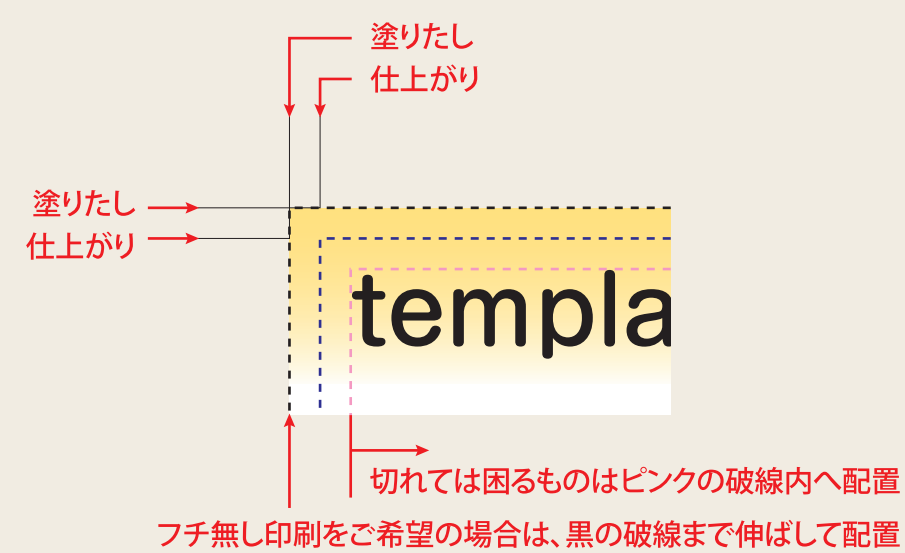 塗りたし
仕上がり
塗りたし
仕上がり
templa
切れては困るものはピンクの破線内へ配置
フチ無し印刷をご希望の場合は、黒の破線まで伸ばして配置